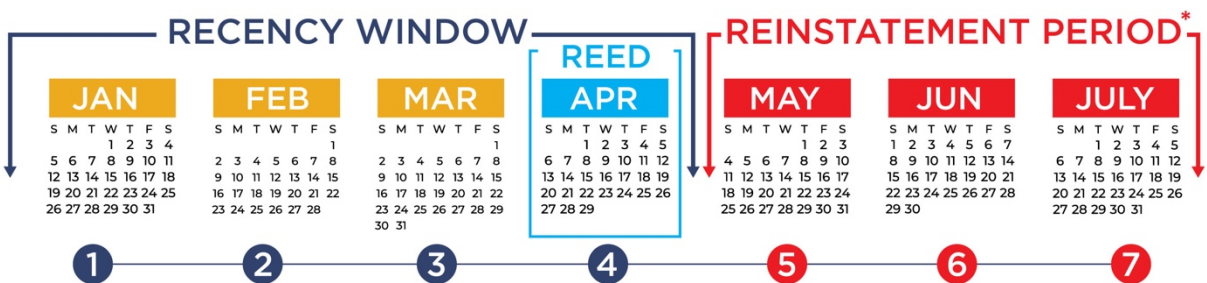 RECENCY WINDOW
REINSTATEMENT PERIOD*
REED
JAN
S M T W T F S
1 2 3 4
5 6 7 8 9 10 11
12 13 14 15 16 17 18
19 20 21 22 23 24 25
26 27 28 29 30 31
FEB
S M T W T F S
1
2 3 4 5 6 7 8
9 10 11 12 13 14 15
16 17 18 19 20 21 22
23 24 25 26 27 28
MAR
S M T W T F S
1
2 3 4 5 6 7 8
9 10 11 12 13 14 15
16 17 18 19 20 21 22
23 24 25 26 27 28 29
30 31
APR
S M T W T F S
1 2 3 4 5
6 7 8 9 10 11 12
13 14 15 16 17 18 19
20 21 22 23 24 25 26
27 28 29
MAY
S M T W T F S
1 2 3
4 5 6 7 8 9 10
11 12 13 14 15 16 17
18 19 20 21 22 23 24
25 26 27 28 29 30 31
JUN
S M T W T F S
1 2 3 4 5 6 7
8 9 10 11 12 13 14
15 16 17 18 19 20 21
22 23 24 25 26 27 28
29 30
JULY
S M T W T F S
1 2 3 4 5
6 7 8 9 10 11 12
13 14 15 16 17 18 19
20 21 22 23 24 25 26
27 28 29 30 31
1 2 3 4 5 6 7